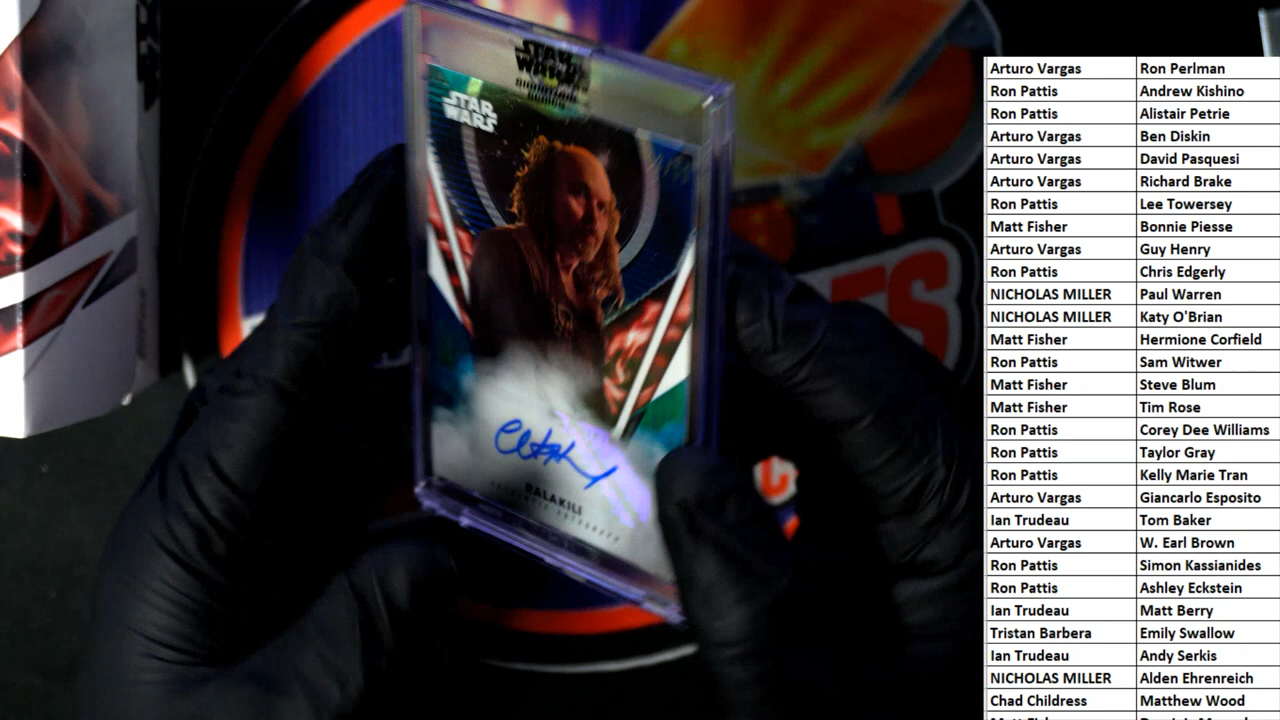 STAR
WARS
SIGNATURE
SERIES
STAR
WARS
BALAKILI
Arturo Vargas Ron Perlman
Ron Pattis Andrew Kishino
Ron Pattis Alistair Petrie
Arturo Vargas Ben Diskin
Arturo Vargas David Pasquesi
Arturo Vargas Richard Brake
Ron Pattis Lee Towersey
Matt Fisher Bonnie Piesse
Arturo Vargas Guy Henry
Ron Pattis Chris Edgerly
NICHOLAS MILLER Paul Warren
NICHOLAS MILLER Katy O'Brian
Matt Fisher Hermione Corfield
Ron Pattis Sam Witwer
Matt Fisher Steve Blum
Matt Fisher Tim Rose
Ron Pattis Corey Dee Williams
Ron Pattis Taylor Gray
Ron Pattis Kelly Marie Tran
Arturo Vargas Giancarlo Esposito
Ian Trudeau Tom Baker
Arturo Vargas W. Earl Brown
Ron Pattis Simon Kassianides
Ron Pattis Ashley Eckstein
Ian Trudeau Matt Berry
Tristan Barbera Emily Swallow
Ian Trudeau Andy Serkis
NICHOLAS MILLER Alden Ehrenreich
Chad Childress Matthew Wood